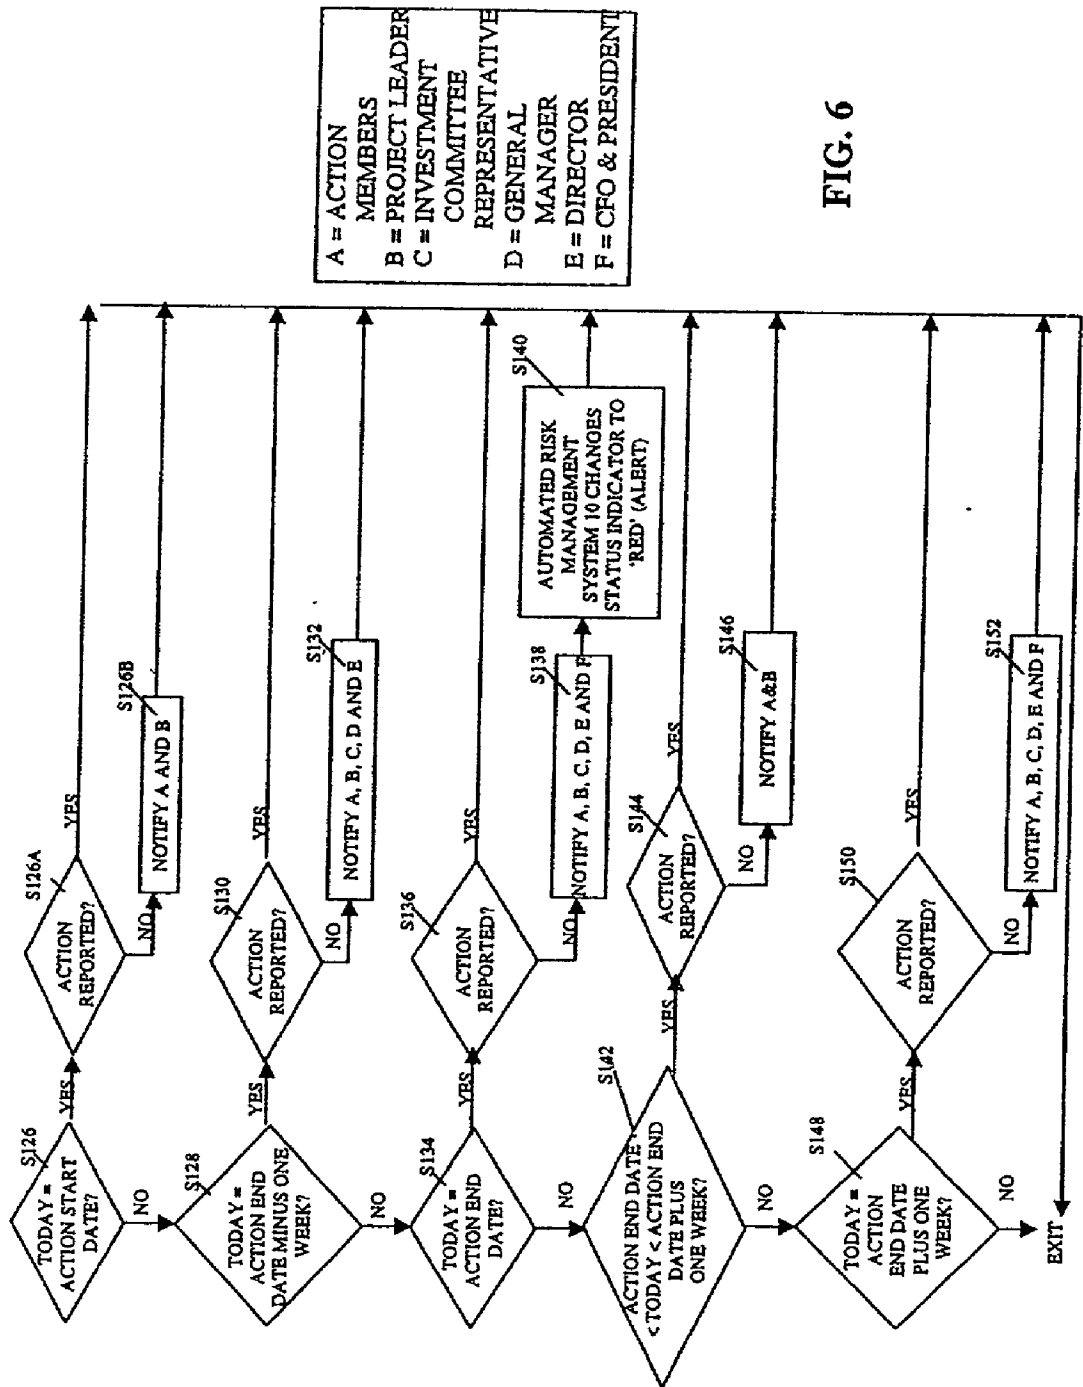 S126
TODAY =
ACTION START
DATE?
YES
NO
S126A
ACTION
REPORTED?
YES
NO
S126B
NOTIFY A AND B
S128
TODAY =
ACTION END
DATE MINUS ONE
WEEK?
YES
NO
S130
ACTION
REPORTED?
YES
NO
S132
NOTIFY A, B, C, D AND E
S134
TODAY =
ACTION END
DATE?
YES
NO
S136
ACTION
REPORTED?
YES
NO
S138
NOTIFY A, B, C, D, E AND F
S140
AUTOMATED RISK
MANAGEMENT
SYSTEM 10 CHANGES
STATUS INDICATOR TO
'RED' (ALERT)
S142
ACTION END DATE
< TODAY < ACTION END
DATE PLUS
ONE WEEK?
YES
NO
S144
ACTION
REPORTED?
YES
NO
S146
NOTIFY A&B
S148
TODAY =
ACTION
END DATE
PLUS ONE
WEEK?
YES
NO
S150
ACTION
REPORTED?
YES
NO
S152
NOTIFY A, B, C, D, E AND F
EXIT
A = ACTION
MEMBERS
B = PROJECT LEADER
C = INVESTMENT
COMMITTEE
REPRESENTATIVE
D = GENERAL
MANAGER
E = DIRECTOR
F = CFO & PRESIDENT
FIG. 6